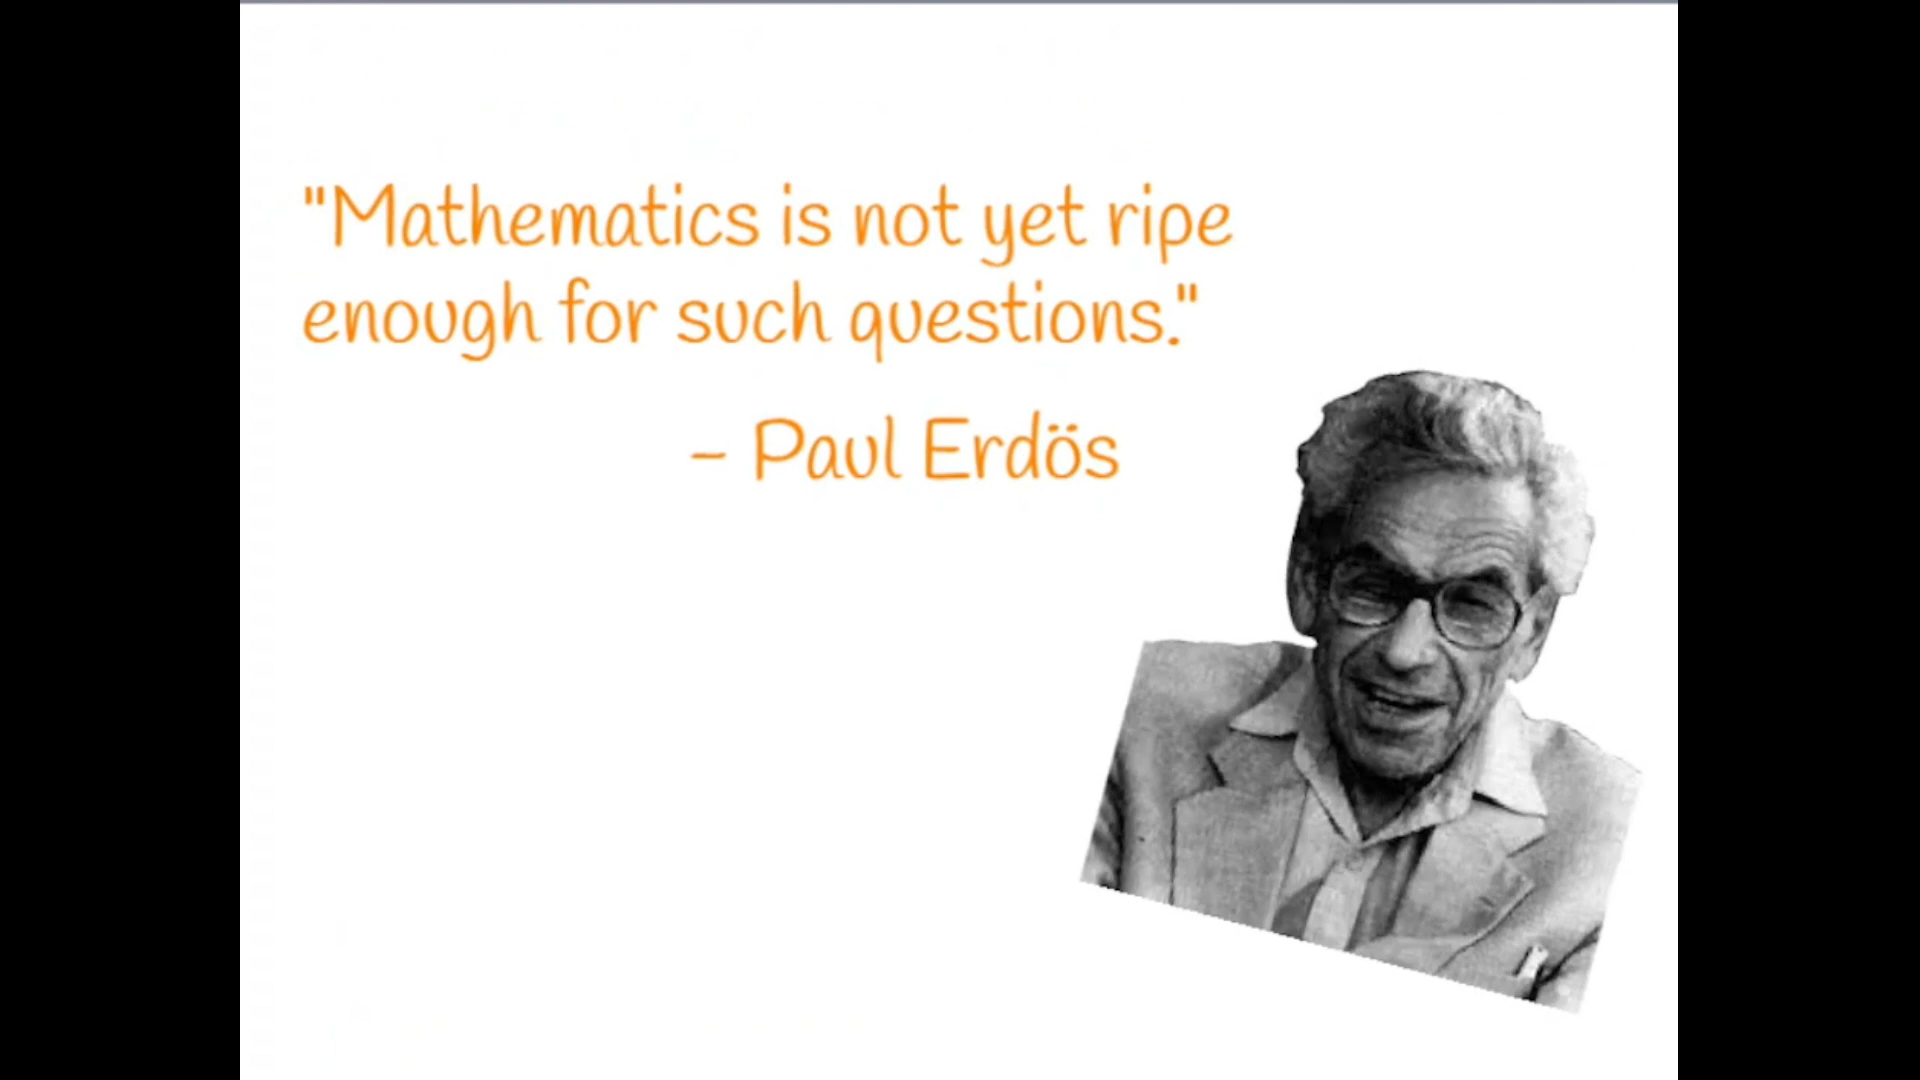 "Mathematics is not yet ripe
enough for such questions."
– Paul Erdös